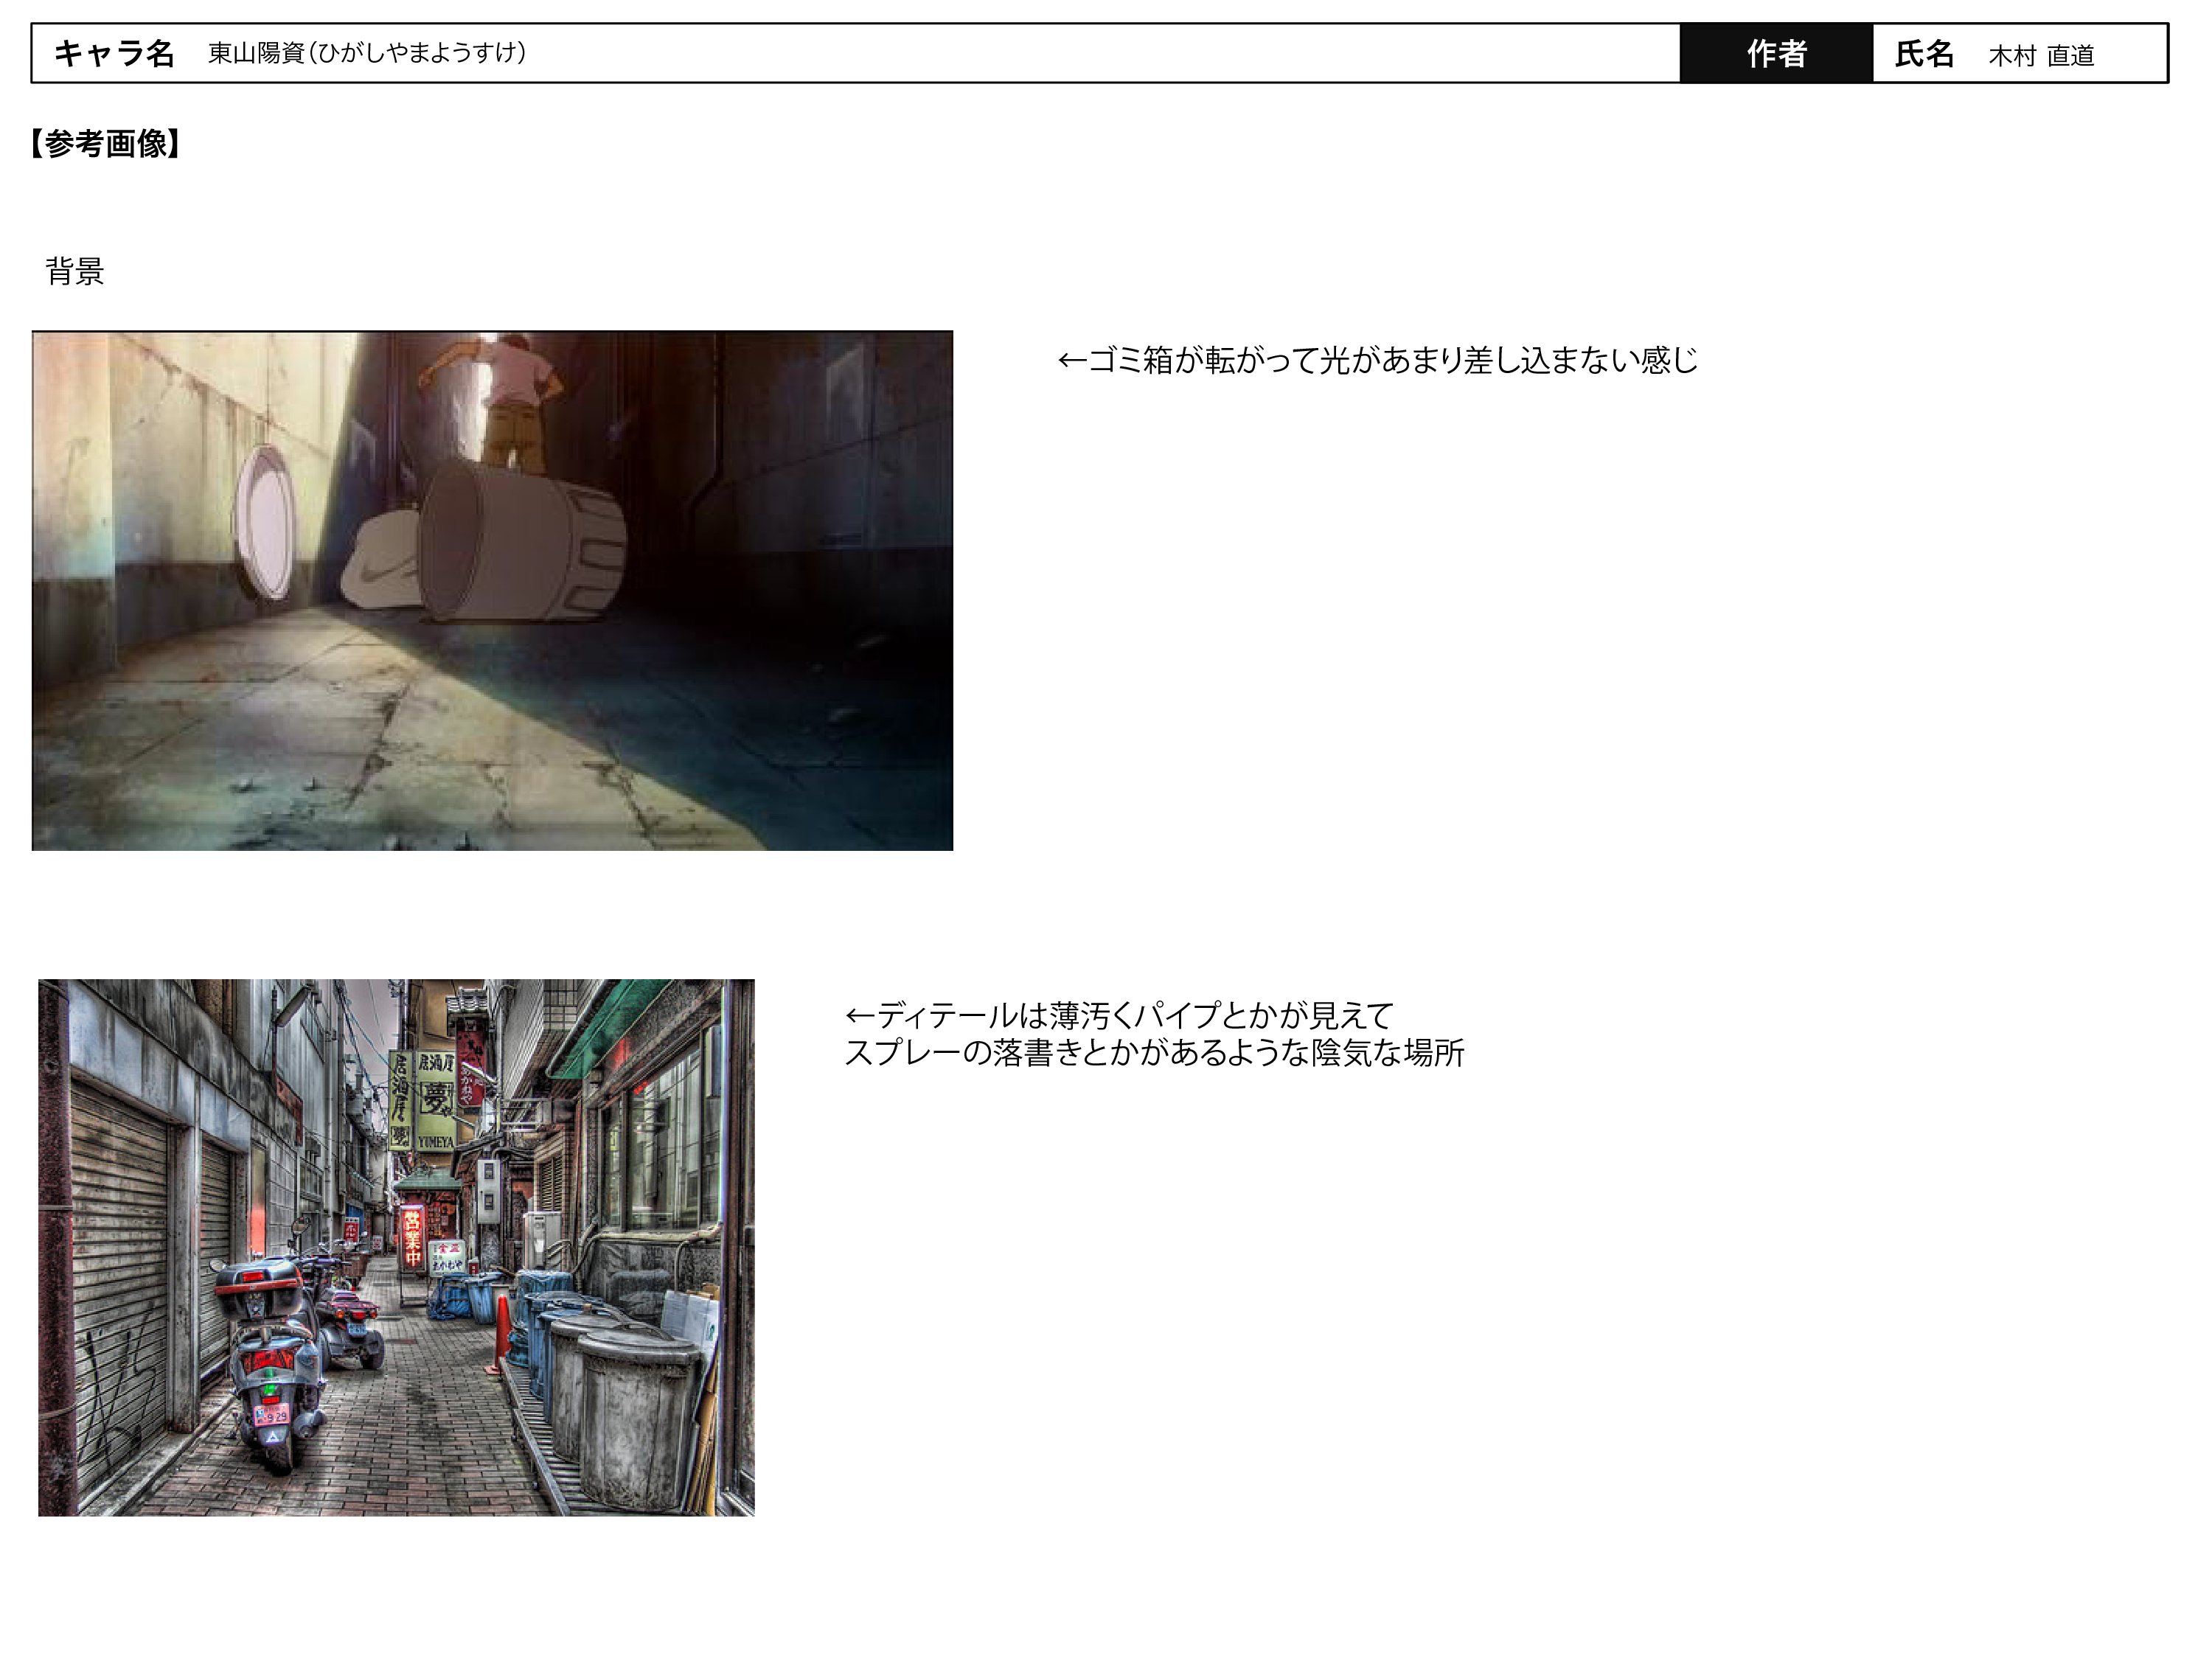 キャラ名 東山陽資（ひがしやまようすけ） 作者 氏名 木村 直道
【参考画像】
背景
←ゴミ箱が転がって光があまり差し込まない感じ
←ディテールは薄汚くパイプとかが見えて
スプレーの落書きとかがあるような陰気な場所
居酒屋
夢
居酒屋
夢や
YUMEYA
営業中